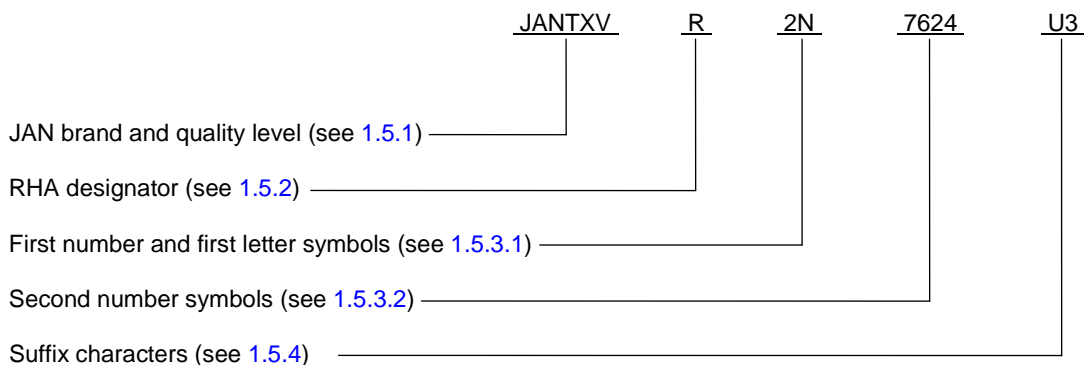 JANTXV R 2N 7624 U3
JAN brand and quality level (see 1.5.1)
RHA designator (see 1.5.2)
First number and first letter symbols (see 1.5.3.1)
Second number symbols (see 1.5.3.2)
Suffix characters (see 1.5.4)